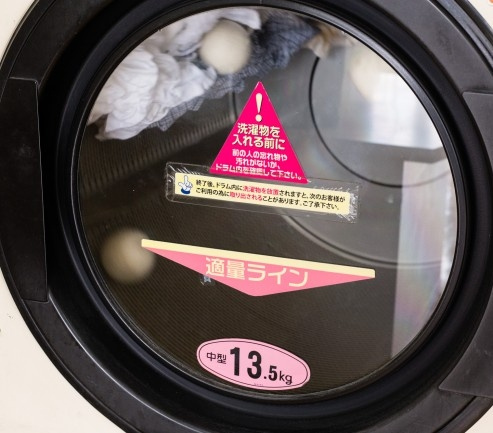 !
洗濯物を
入れる前に
前の人の忘れ物や
汚れがないか、
ドラム内を確認して下さい。
終了後、ドラム内に洗濯物を放置されますと、次のお客様が
ご利用の為に取り出されることがあります。ご了承下さい。
適量ライン
中型 13.5kg